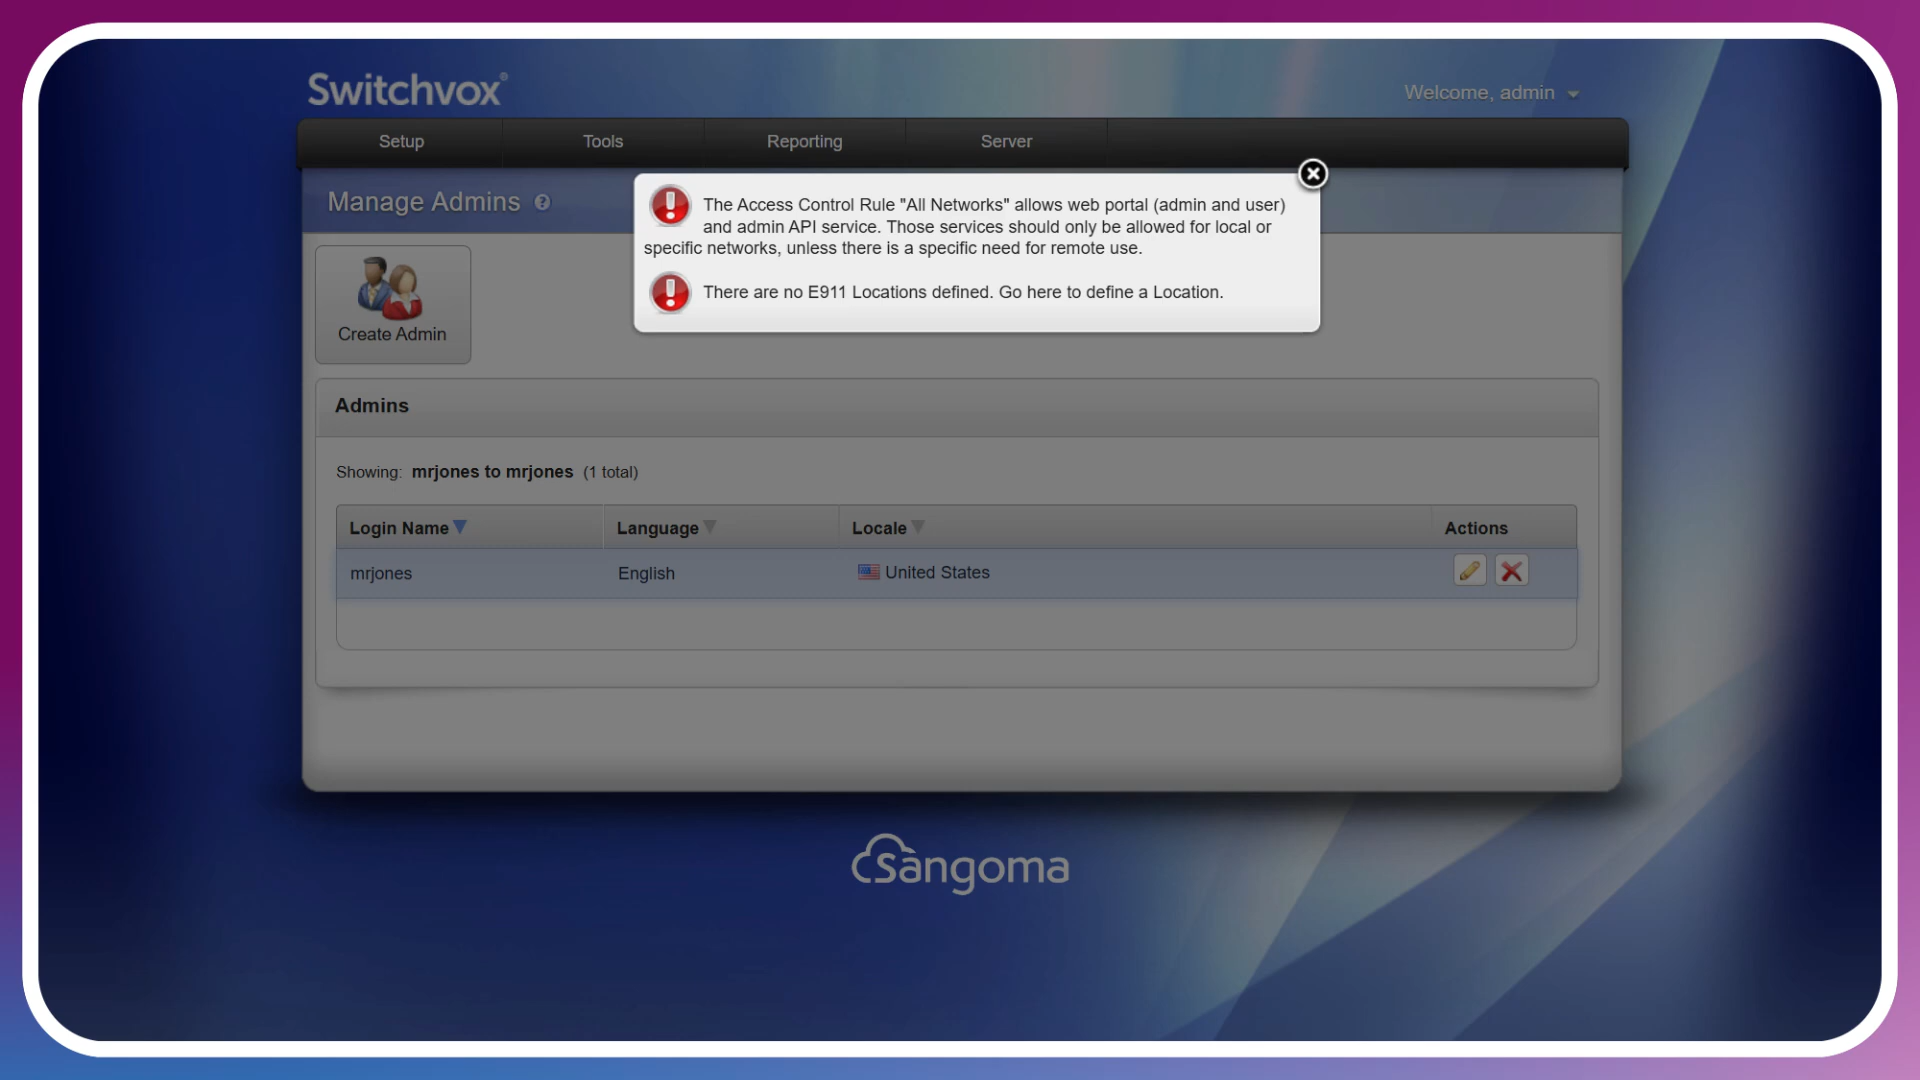 Switchvox®
Welcome, admin
Setup
Tools
Reporting
Server
Manage Admins
The Access Control Rule "All Networks" allows web portal (admin and user)
and admin API service. Those services should only be allowed for local or
specific networks, unless there is a specific need for remote use.
There are no E911 Locations defined. Go here to define a Location.
Create Admin
Admins
Showing: mrjones to mrjones (1 total)
Login Name
Language
Locale
Actions
mrjones
English
United States
Sangoma